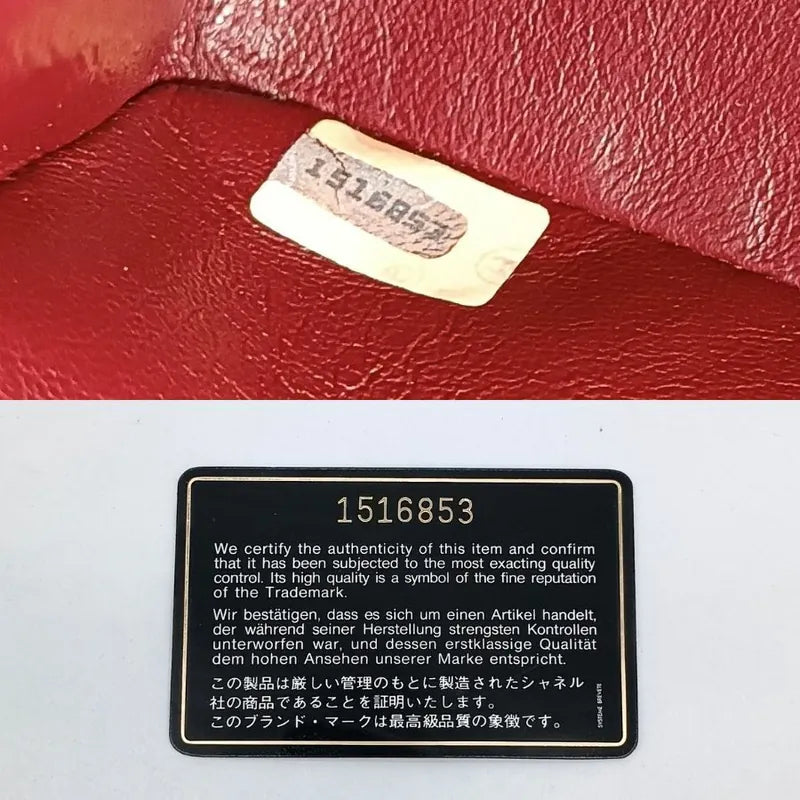 1516853
1516853
We certify the authenticity of this item and confirm
that it has been subjected to the most exacting quality
control. Its high quality is a symbol of the fine reputation
of the Trademark.
Wir bestätigen, dass es sich um einen Artikel handelt,
der während seiner Herstellung strengsten Kontrollen
unterworfen war, und dessen erstklassige Qualität
dem hohen Ansehen unserer Marke entspricht.
この製品は厳しい管理のもとに製造されたシャネル
社の商品であることを証明いたします。
このブランド・マークは最高級品質の象徴です。
SYSTEME BREVETE